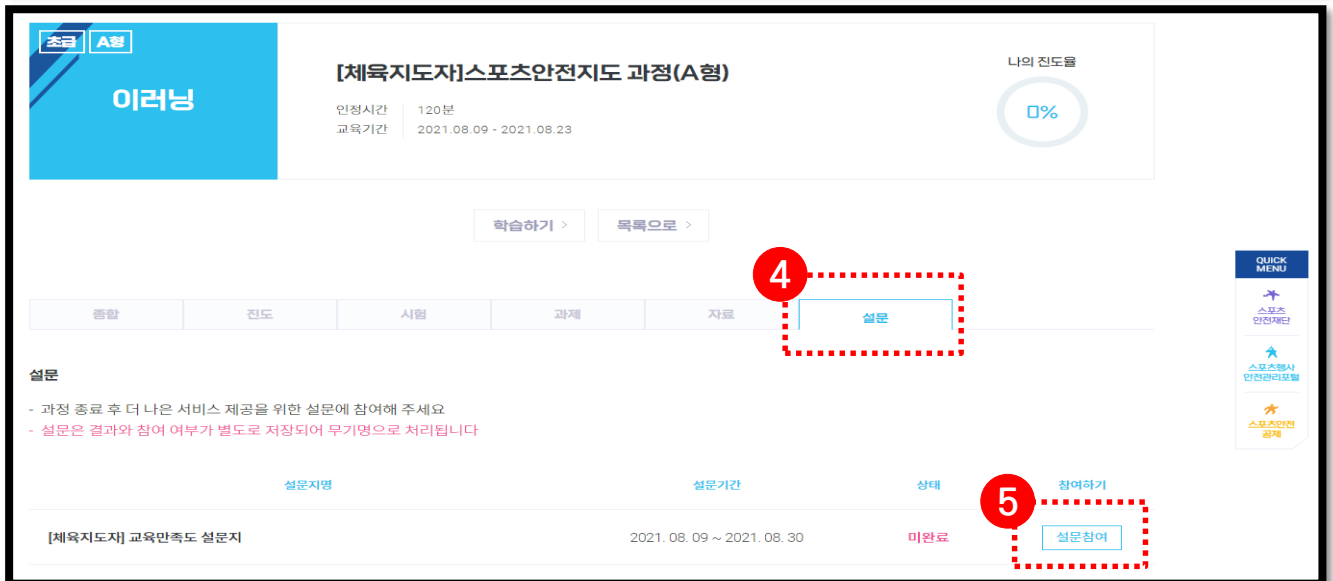 초급 A형
이러닝
[체육지도자]스포츠안전지도 과정(A형)
인정시간 120분
교육기간 2021.08.09 - 2021.08.23
나의 진도율
0%
학습하기 > 목록으로 >
4
종합 진도 시험 과제 자료 설문
QUICK
MENU
스포츠
안전재단
스포츠행사
안전관리포털
스포츠안전
공제
설문
- 과정 종료 후 더 나은 서비스 제공을 위한 설문에 참여해 주세요
- 설문은 결과와 참여 여부가 별도로 저장되어 무기명으로 처리됩니다
설문지명 설문기간 상태 참여하기
5
[체육지도자] 교육만족도 설문지 2021. 08. 09 ~ 2021. 08. 30 미완료 설문참여